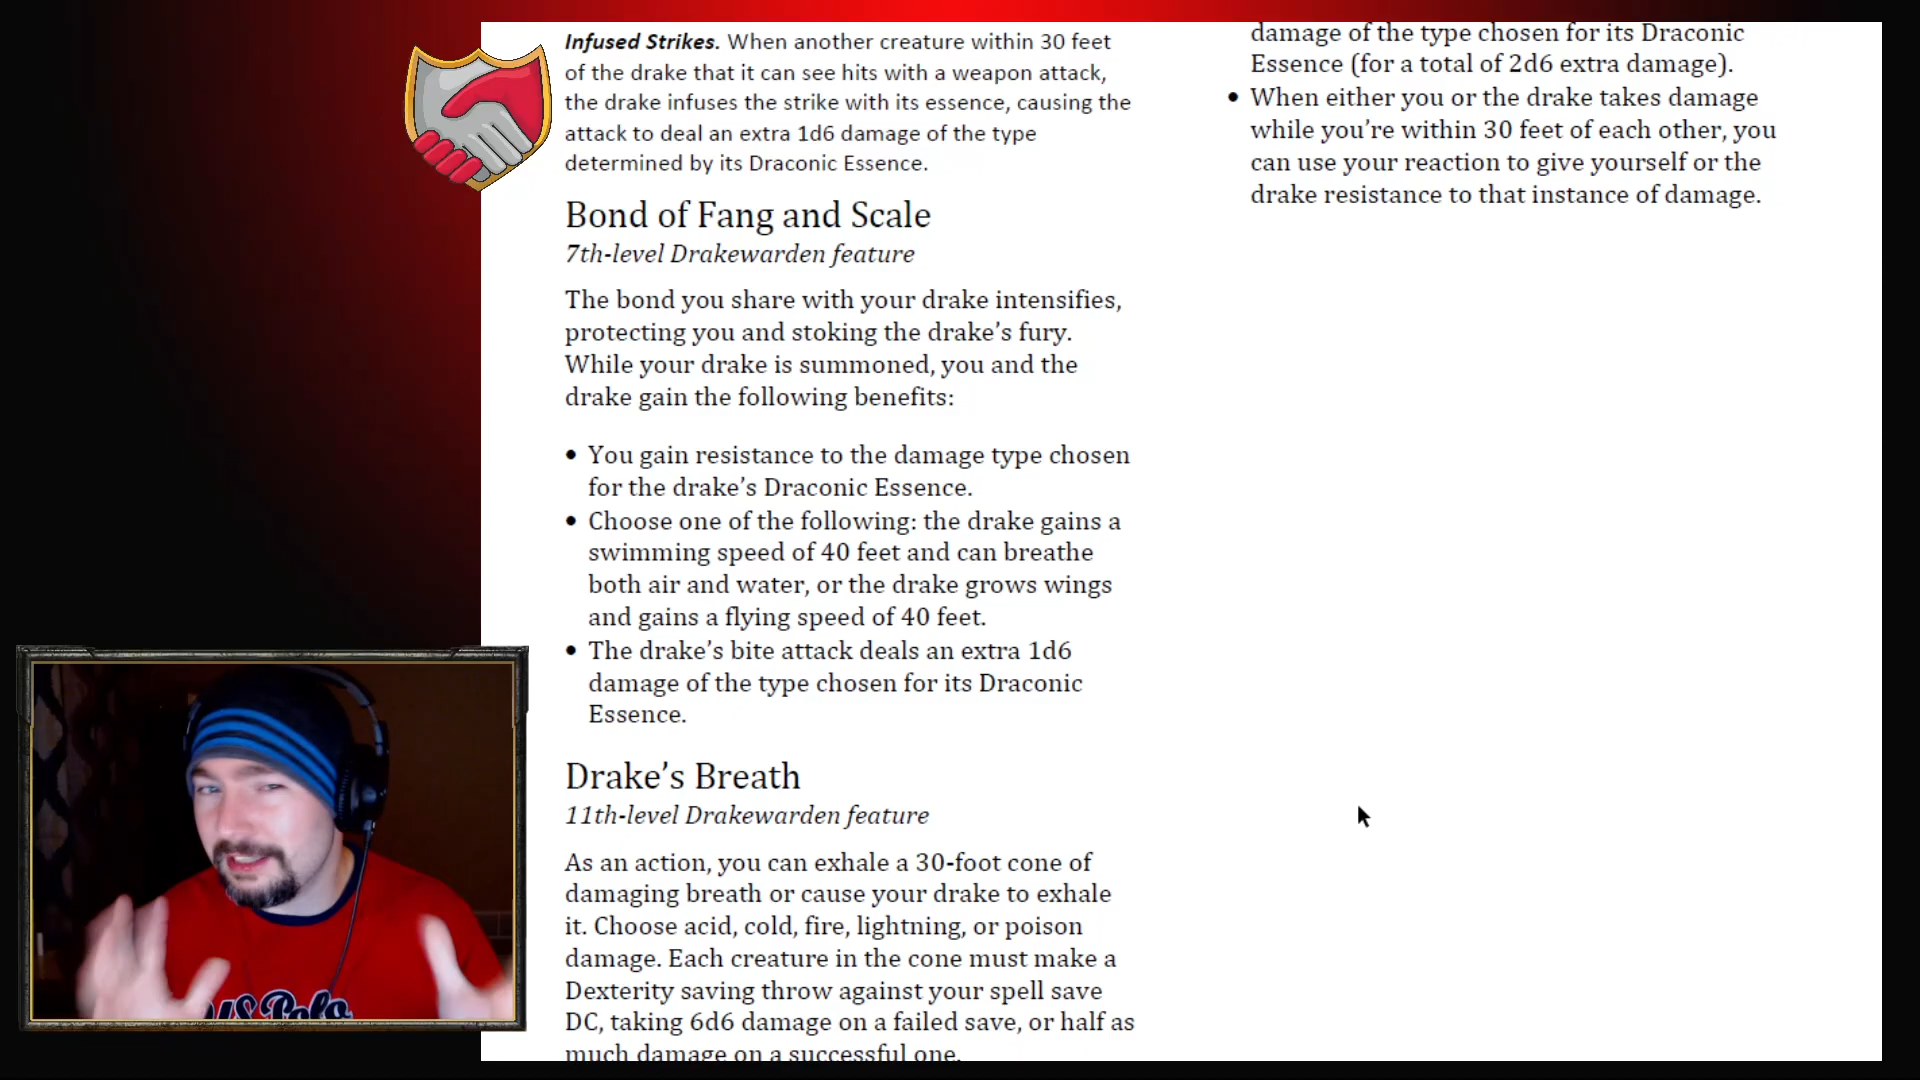 Infused Strikes. When another creature within 30 feet
of the drake that it can see hits with a weapon attack,
the drake infuses the strike with its essence, causing the
attack to deal an extra 1d6 damage of the type
determined by its Draconic Essence.
Bond of Fang and Scale
7th-level Drakewarden feature
The bond you share with your drake intensifies,
protecting you and stoking the drake’s fury.
While your drake is summoned, you and the
drake gain the following benefits:
• You gain resistance to the damage type chosen
for the drake’s Draconic Essence.
• Choose one of the following: the drake gains a
swimming speed of 40 feet and can breathe
both air and water, or the drake grows wings
and gains a flying speed of 40 feet.
• The drake’s bite attack deals an extra 1d6
damage of the type chosen for its Draconic
Essence.
Drake’s Breath
11th-level Drakewarden feature
As an action, you can exhale a 30-foot cone of
damaging breath or cause your drake to exhale
it. Choose acid, cold, fire, lightning, or poison
damage. Each creature in the cone must make a
Dexterity saving throw against your spell save
DC, taking 6d6 damage on a failed save, or half as
much damage on a successful one.
damage of the type chosen for its Draconic
Essence (for a total of 2d6 extra damage).
• When either you or the drake takes damage
while you’re within 30 feet of each other, you
can use your reaction to give yourself or the
drake resistance to that instance of damage.
U.S. Polo